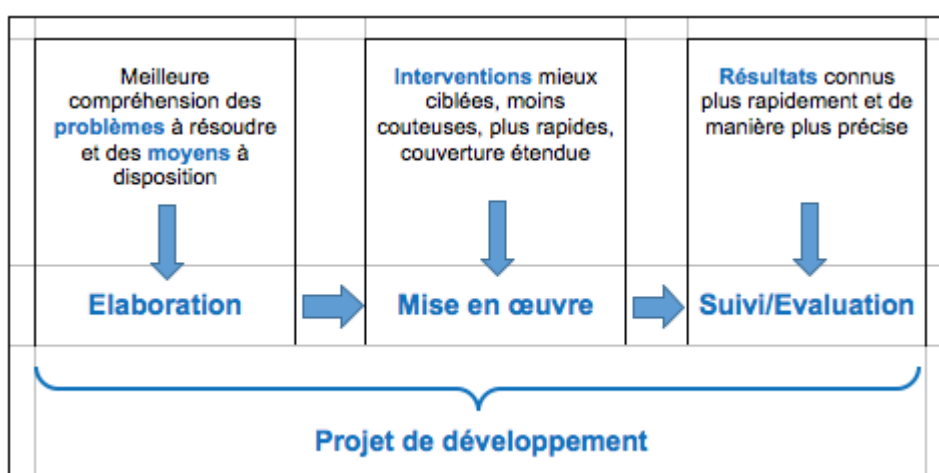 Meilleure
compréhension des
problèmes à résoudre
et des moyens à
disposition
Interventions mieux
ciblées, moins
couteuses, plus rapides,
couverture étendue
Résultats connus
plus rapidement et de
manière plus précise
Elaboration
Mise en œuvre
Suivi/Evaluation
Projet de développement